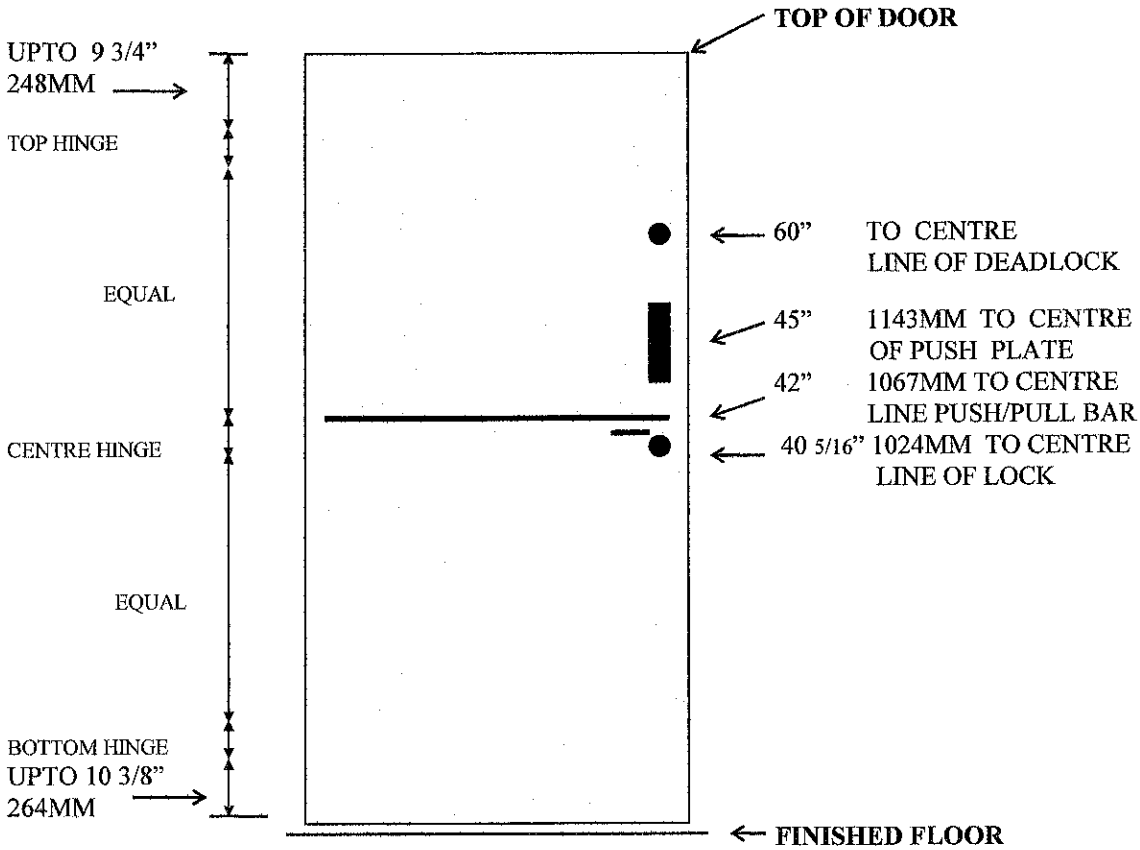 TOP OF DOOR
UPTO 9 3/4”
248MM
TOP HINGE
EQUAL
CENTRE HINGE
EQUAL
BOTTOM HINGE
UPTO 10 3/8”
264MM
60” TO CENTRE
LINE OF DEADLOCK
45” 1143MM TO CENTRE
OF PUSH PLATE
42” 1067MM TO CENTRE
LINE PUSH/PULL BAR
40 5/16” 1024MM TO CENTRE
LINE OF LOCK
FINISHED FLOOR